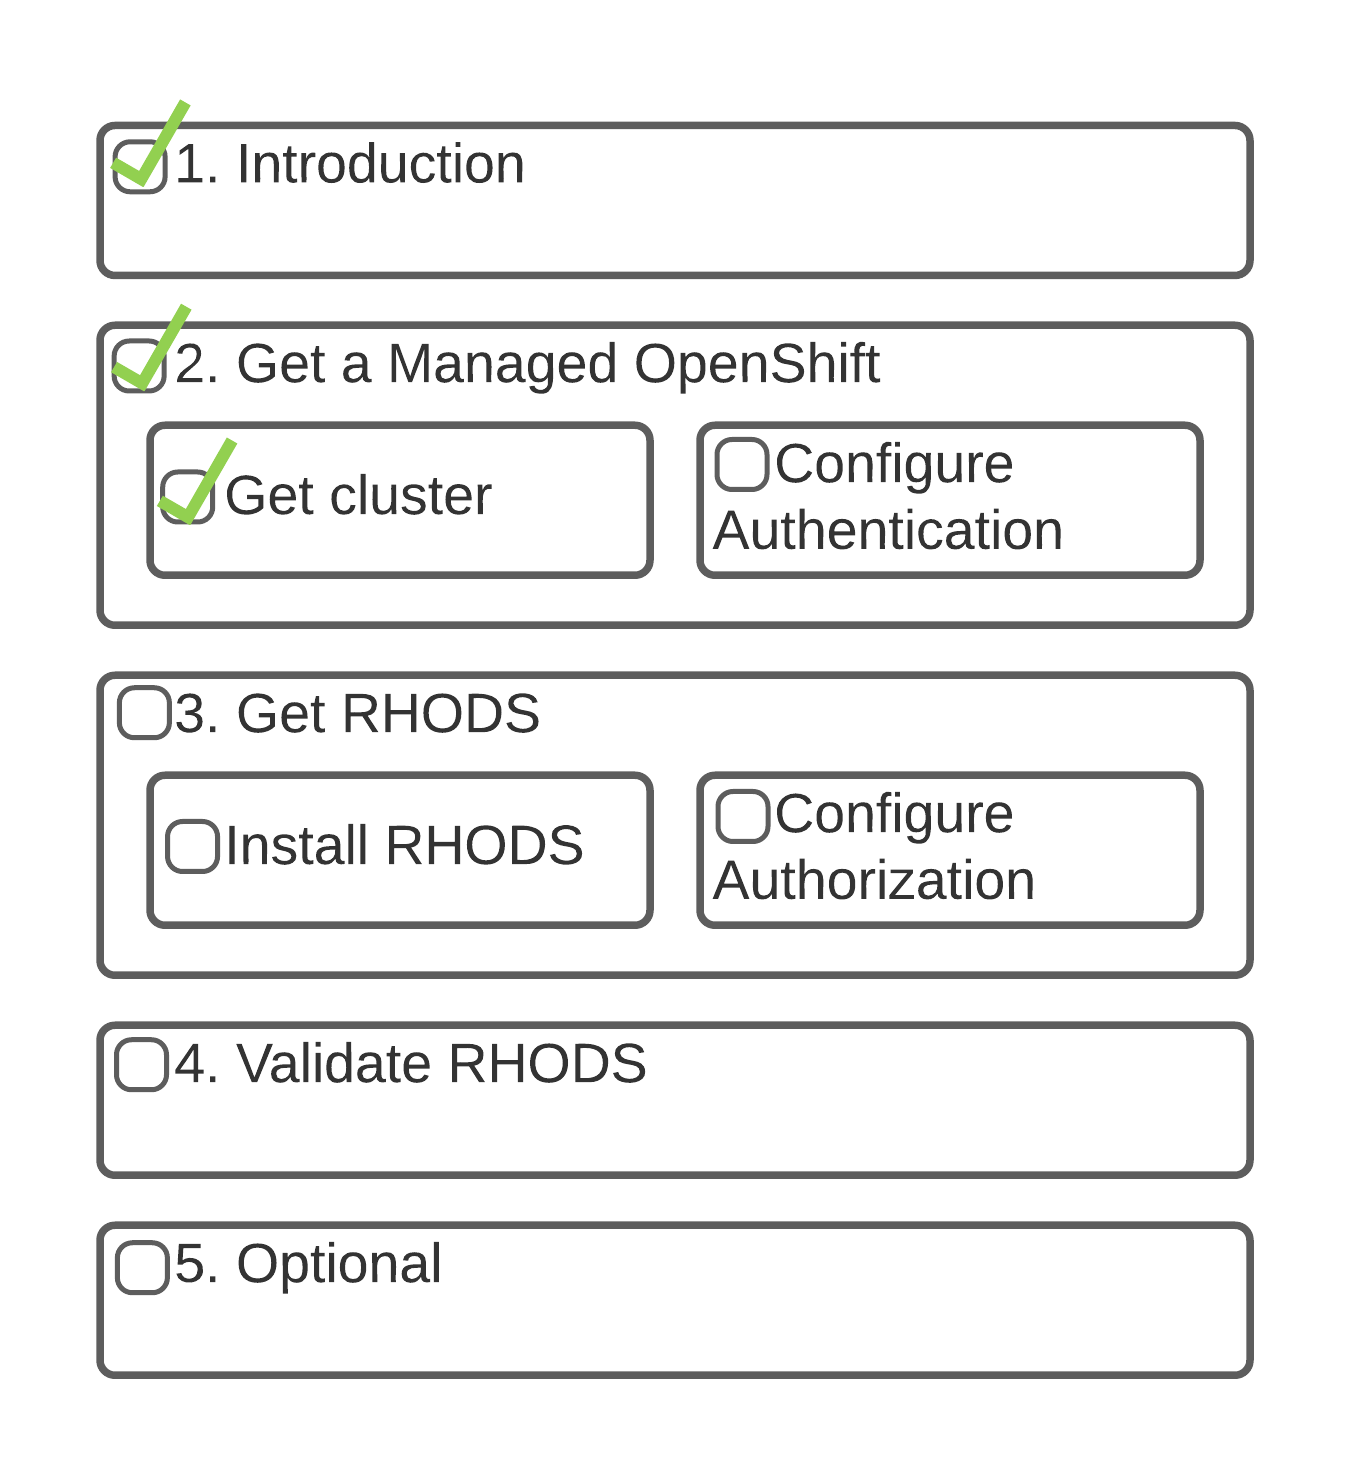 1. Introduction
2. Get a Managed OpenShift
Get cluster
Configure
Authentication
3. Get RHODS
Install RHODS
Configure
Authorization
4. Validate RHODS
5. Optional